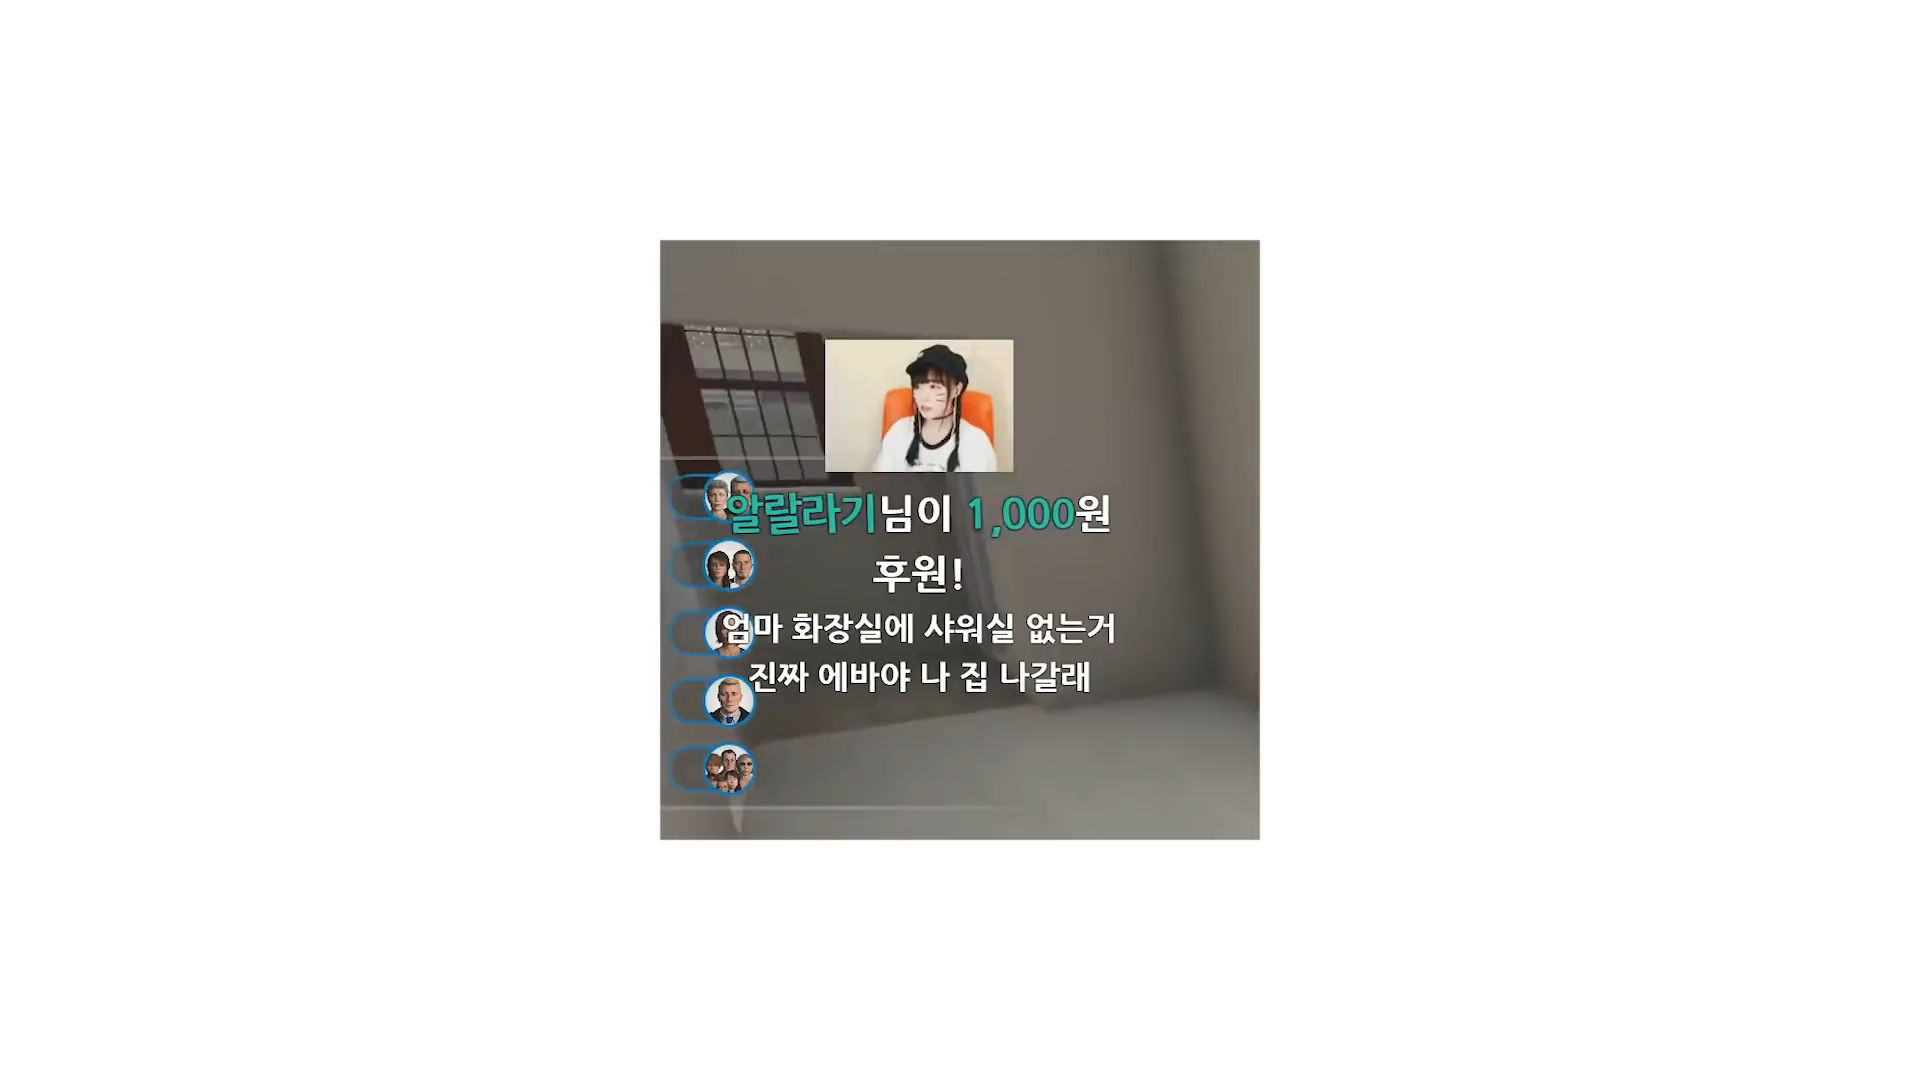 알랄라기님이 1,000원
후원!
엄마 화장실에 샤워실 없는거
진짜 에바야 나 집 나갈래